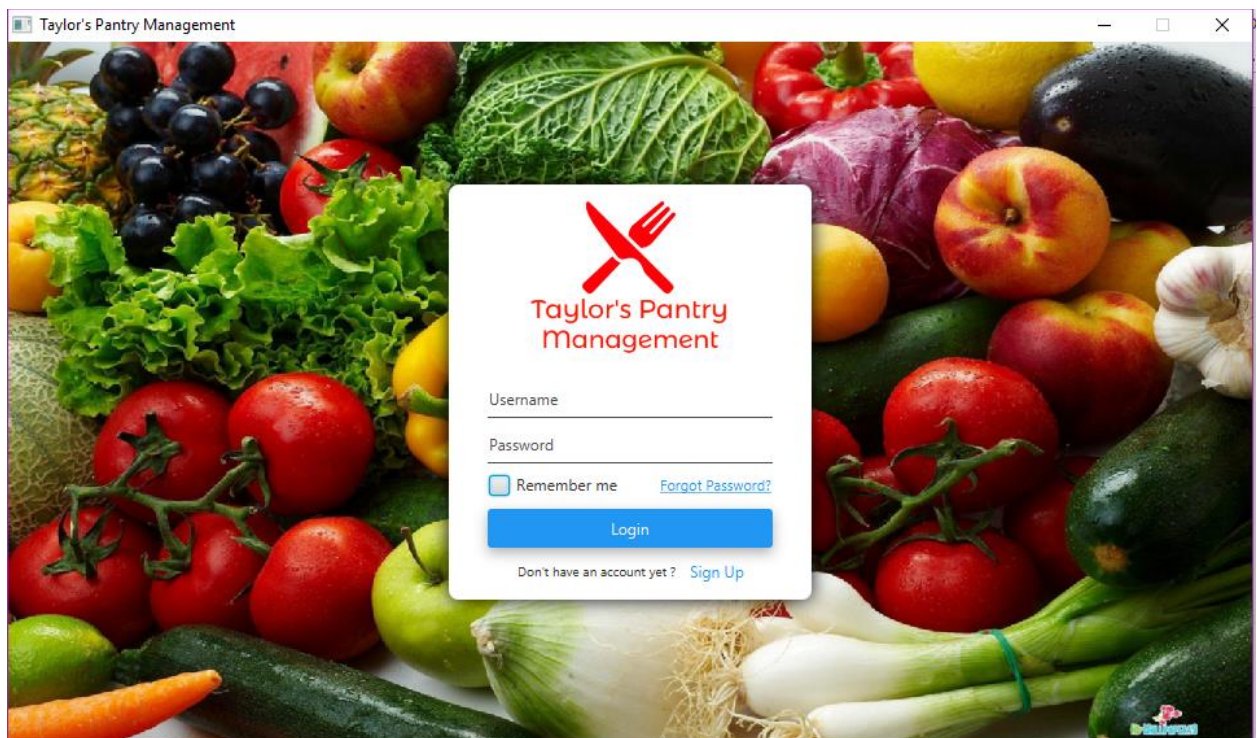 Taylor's Pantry Management
Taylor's Pantry
Management
Username
Password
Remember me
Forgot Password?
Login
Don't have an account yet ?
Sign Up